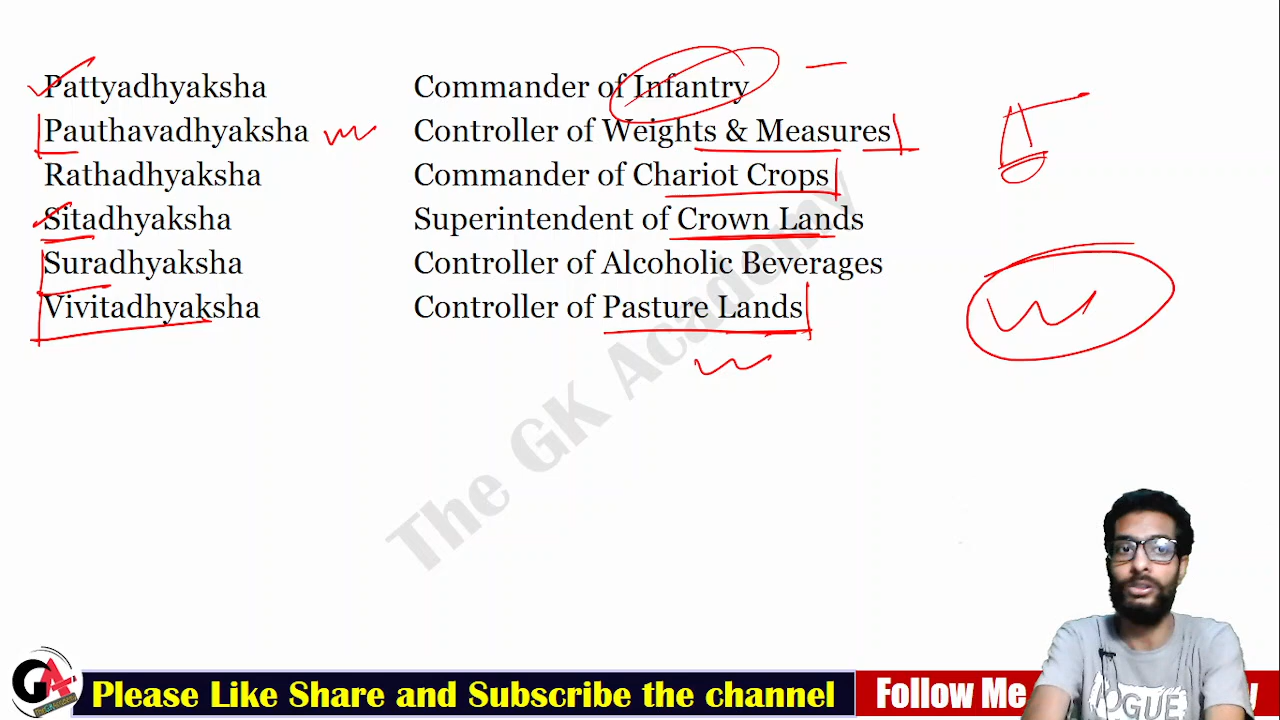 Pattyadhyaksha Commander of Infantry
Pauthavadhyaksha Controller of Weights & Measures
Rathadhyaksha Commander of Chariot Crops
Sitadhyaksha Superintendent of Crown Lands
Suradhyaksha Controller of Alcoholic Beverages
Vivitadhyaksha Controller of Pasture Lands
The GK Academy
GA
Please Like Share and Subscribe the channel
Follow Me
VOGUE